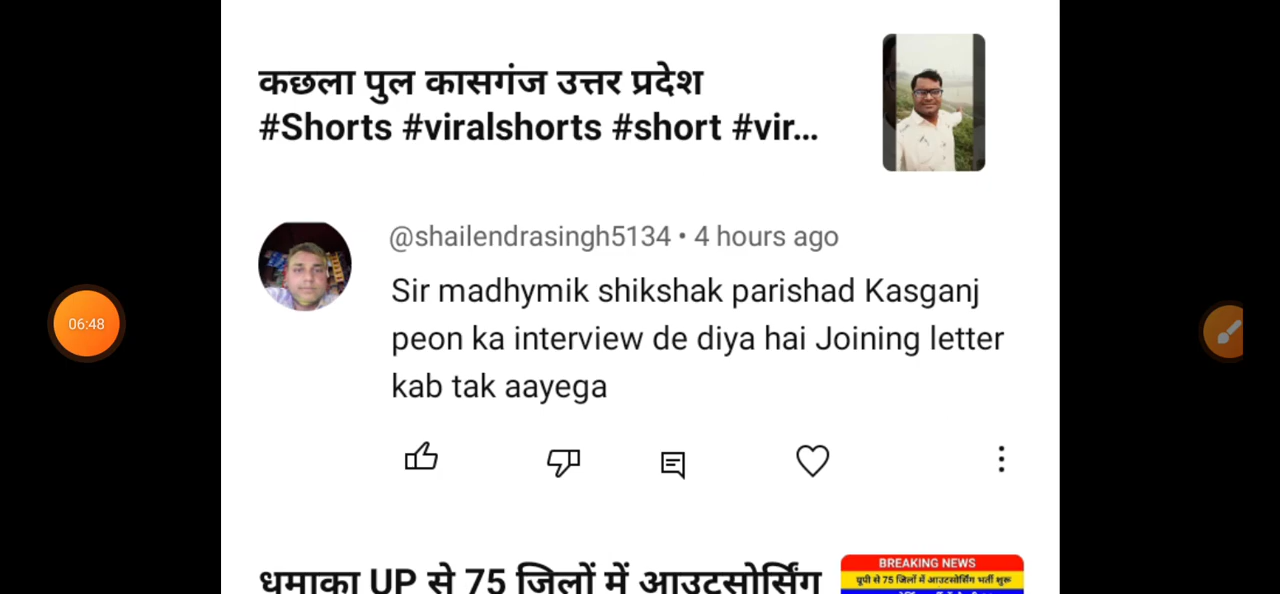 कछला पुल कासगंज उत्तर प्रदेश
#Shorts #viralshorts #short #vir...
@shailendrasingh5134 • 4 hours ago
Sir madhymik shikshak parishad Kasganj
peon ka interview de diya hai Joining letter
kab tak aayega
06:48
धमाका UP से 75 जिलों में आउटसोर्सिंग
BREAKING NEWS
यूपी से 75 जिलों में आउटसोर्सिंग भर्ती शुरू